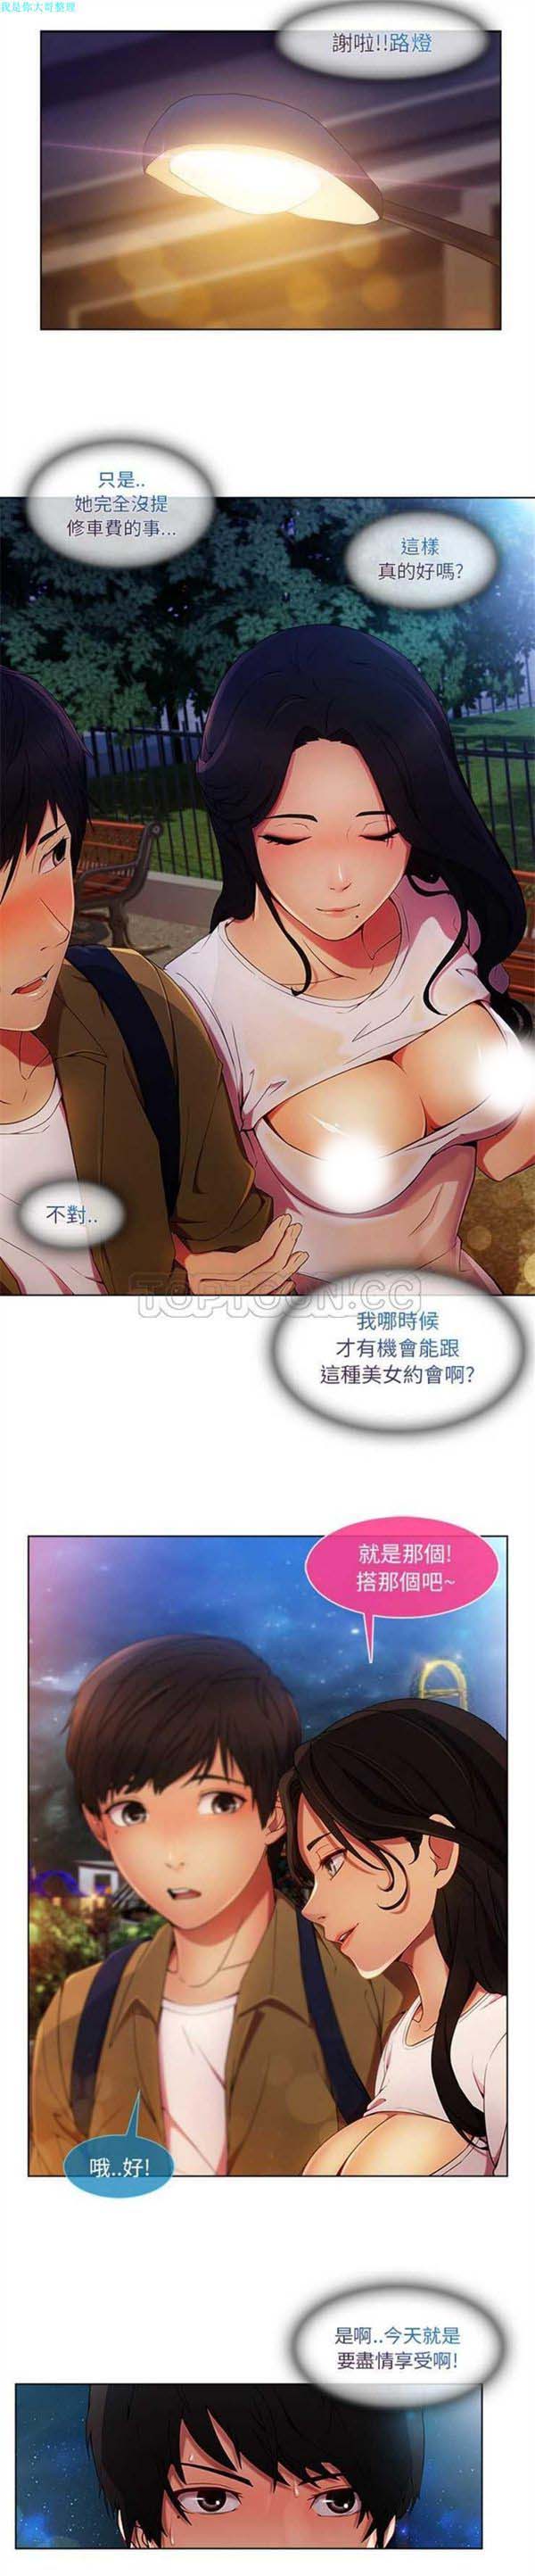 我是你大哥整理
謝啦!!路燈
只是..
她完全沒提
修車費的事...
這樣
真的好嗎?
不對..
TOPTOON.CC
我哪時候
才有機會能跟
這種美女約會啊?
就是那個!
搭那個吧~
哦..好!
是啊..今天就是
要盡情享受啊!